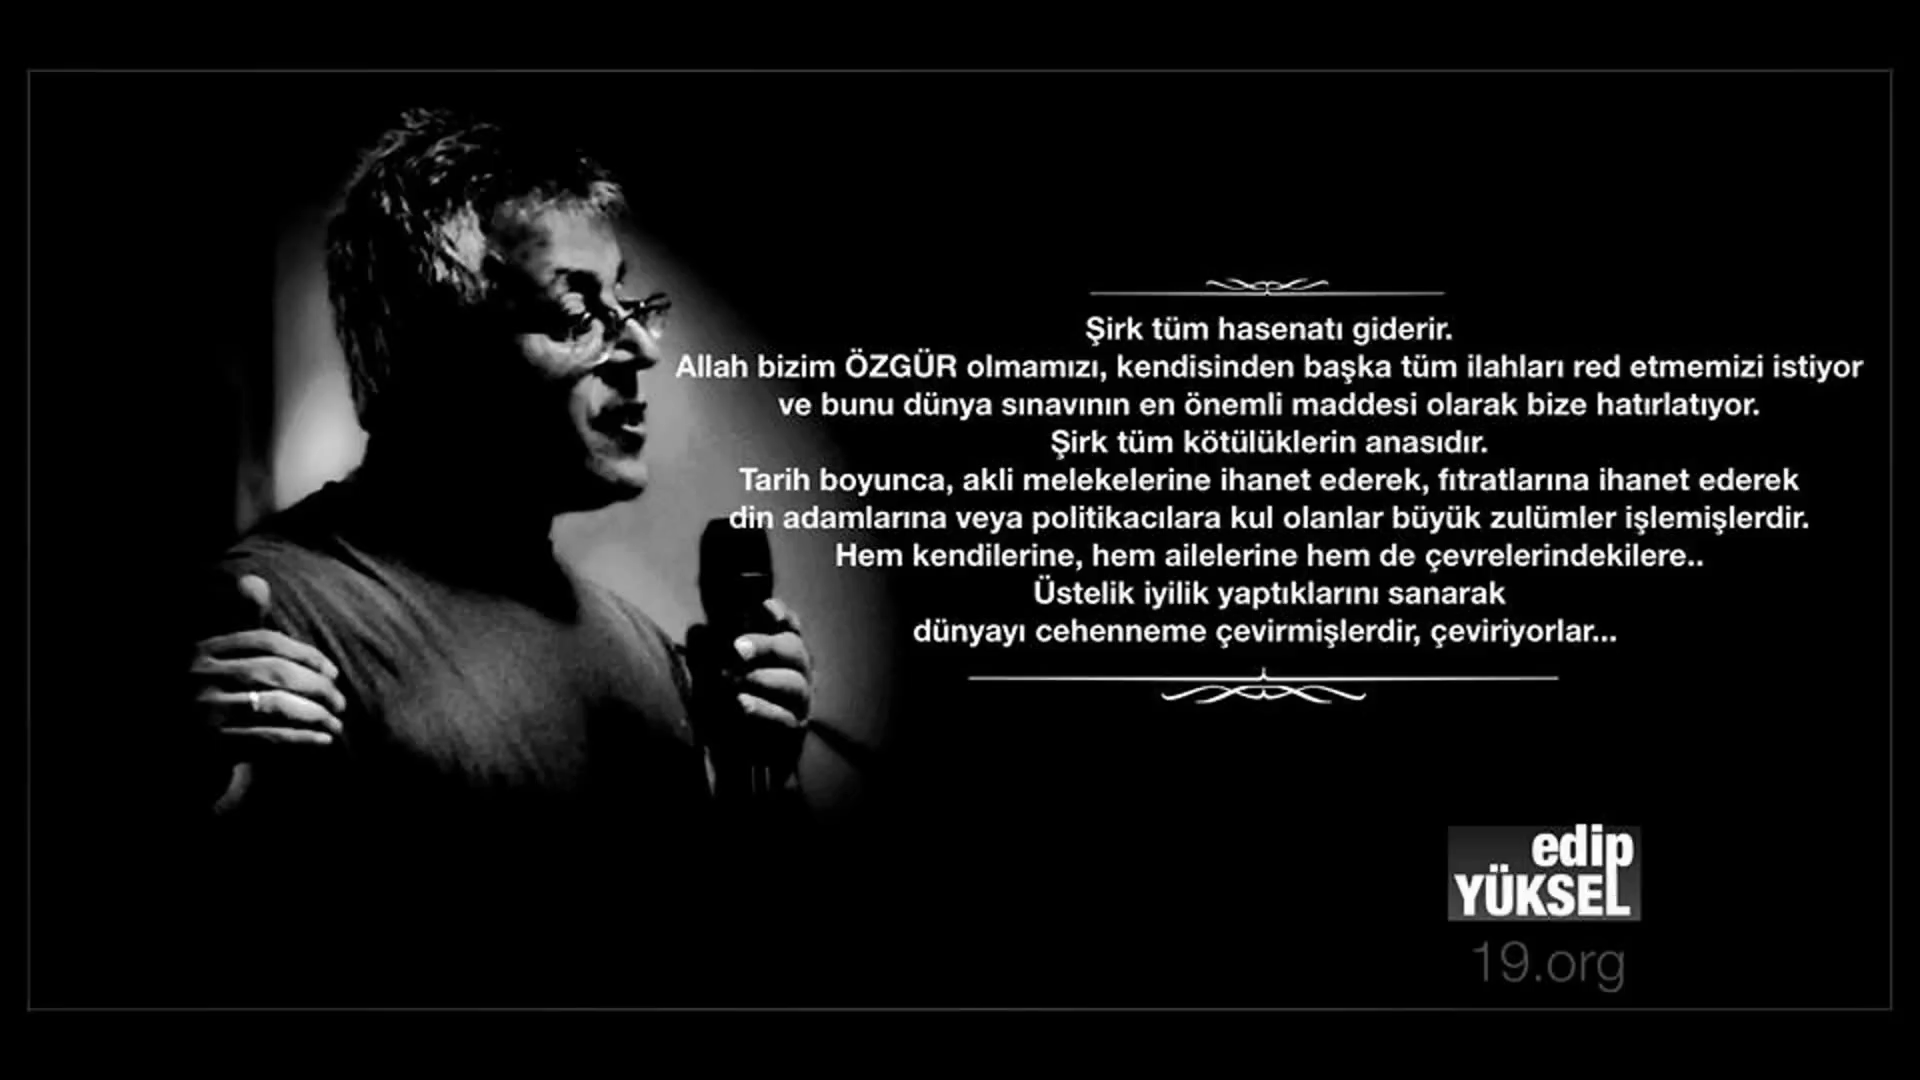 Şirk tüm hasenatı giderir.
Allah bizim ÖZGÜR olmamızı, kendisinden başka tüm ilahları red etmemizi istiyor
ve bunu dünya sınavının en önemli maddesi olarak bize hatırlatıyor.
Şirk tüm kötülüklerin anasıdır.
Tarih boyunca, akli melekelerine ihanet ederek, fıtratlarına ihanet ederek
din adamlarına veya politikacılara kul olanlar büyük zulümler işlemişlerdir.
Hem kendilerine, hem ailelerine hem de çevrelerindekilere..
Üstelik iyilik yaptıklarını sanarak
dünyayı cehenneme çevirmişlerdir, çeviriyorlar...
edip
YÜKSEL
19.org